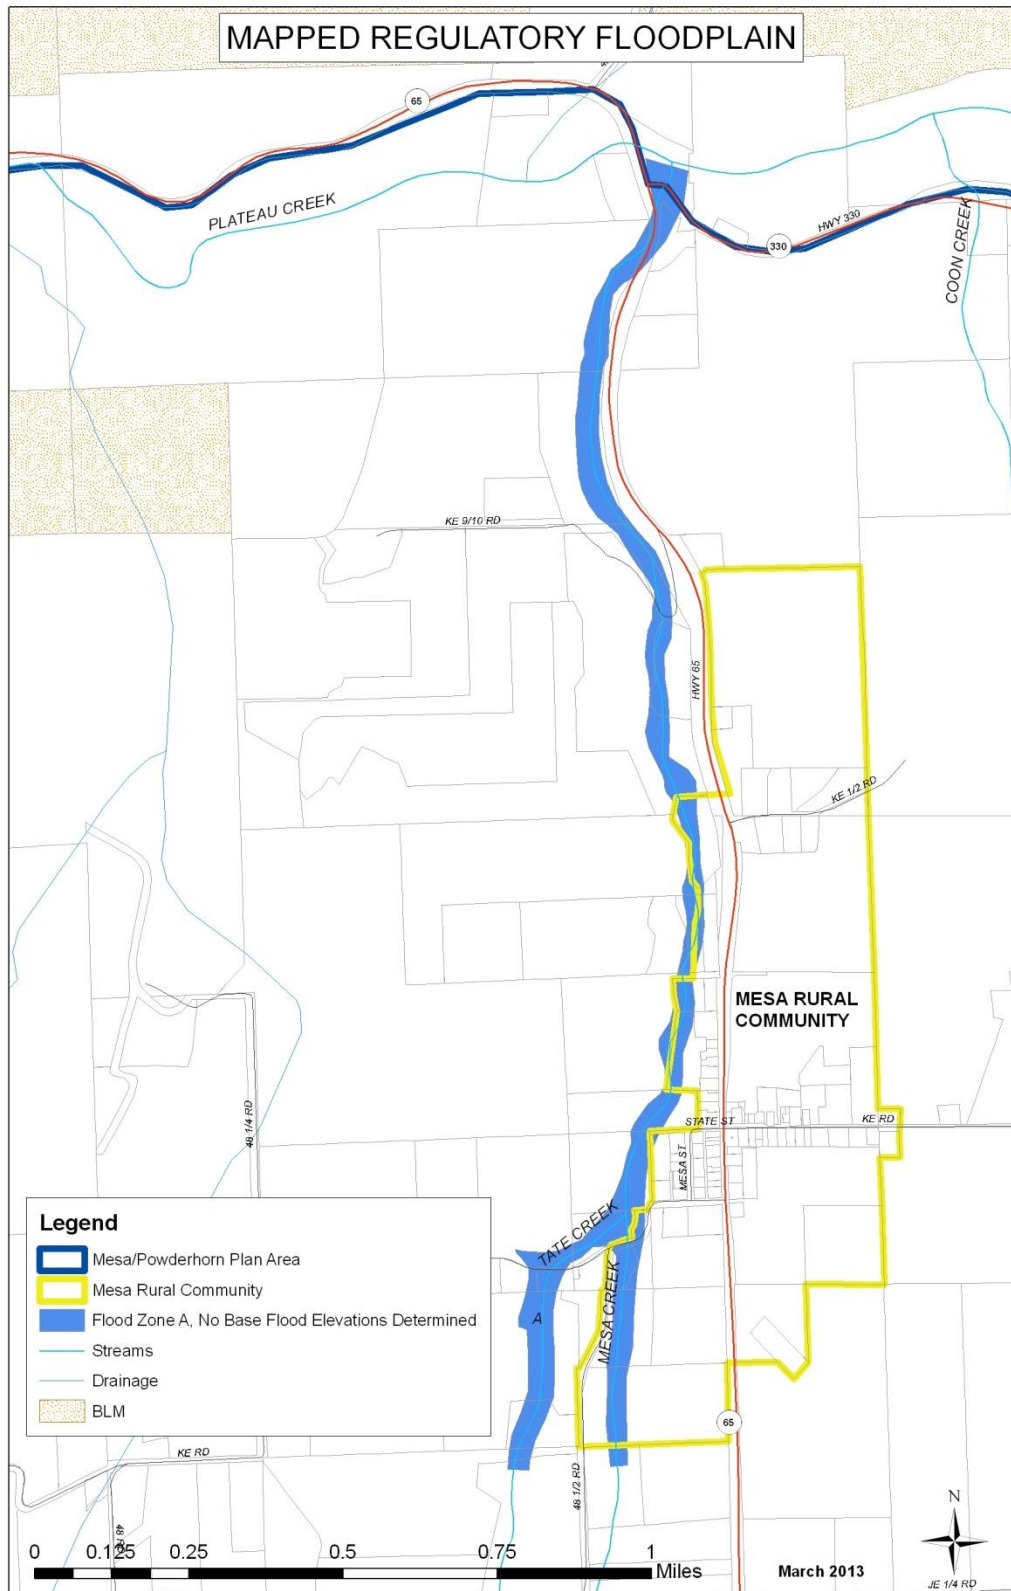 MAPPED REGULATORY FLOODPLAIN
65
PLATEAU CREEK
HWY 330
330
COON CREEK
KE 9/10 RD
HWY 65
KE 1/2 RD
MESA RURAL
COMMUNITY
STATE ST
KE RD
MESA ST
48 1/4 RD
TATE CREEK
MESA CREEK
A
Legend
Mesa/Powderhorn Plan Area
Mesa Rural Community
Flood Zone A, No Base Flood Elevations Determined
Streams
Drainage
BLM
65
KE RD
48 1/2 RD
48 RD
N
0 0.125 0.25 0.5 0.75 1
Miles
March 2013
JE 1/4 RD